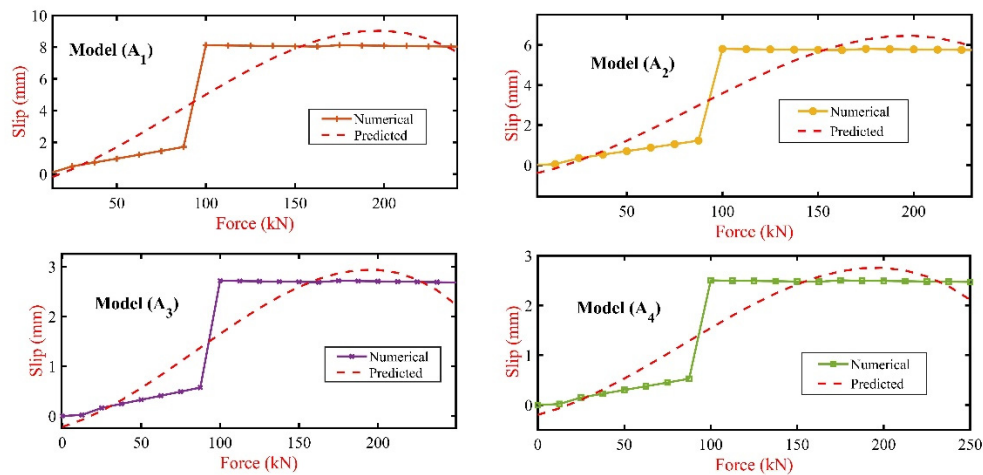 10
8
6
4
2
0
Slip (mm)
Model (A1)
Numerical
Predicted
50
100
150
200
Force (kN)
6
4
2
0
Slip (mm)
Model (A2)
Numerical
Predicted
50
100
150
200
Force (kN)
3
2
1
0
Slip (mm)
Model (A3)
Numerical
Predicted
0
50
100
150
200
Force (kN)
3
2
1
0
Slip (mm)
Model (A4)
Numerical
Predicted
0
50
100
150
200
250
Force (kN)